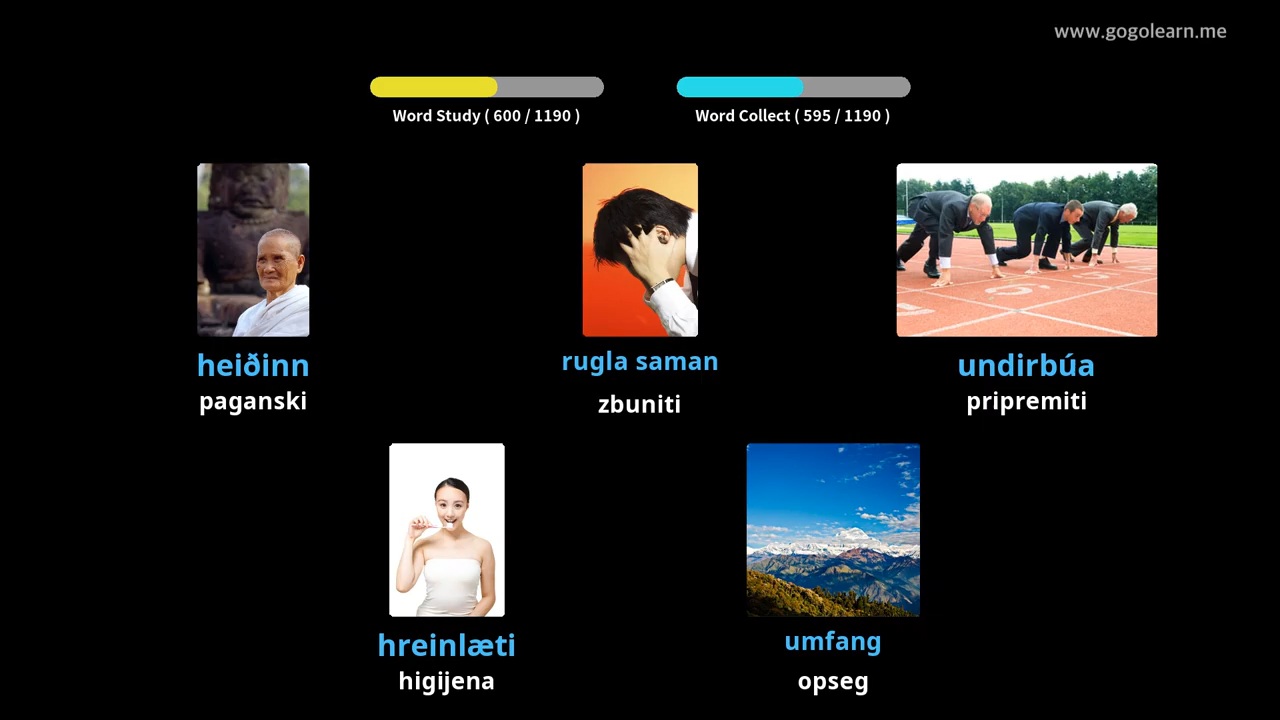 www.gogolearn.me
Word Study ( 600 / 1190 )
Word Collect ( 595 / 1190 )
heiðinn
paganski
rugla saman
zbuniti
undirbúa
pripremiti
hreinlæti
higijena
umfang
opseg